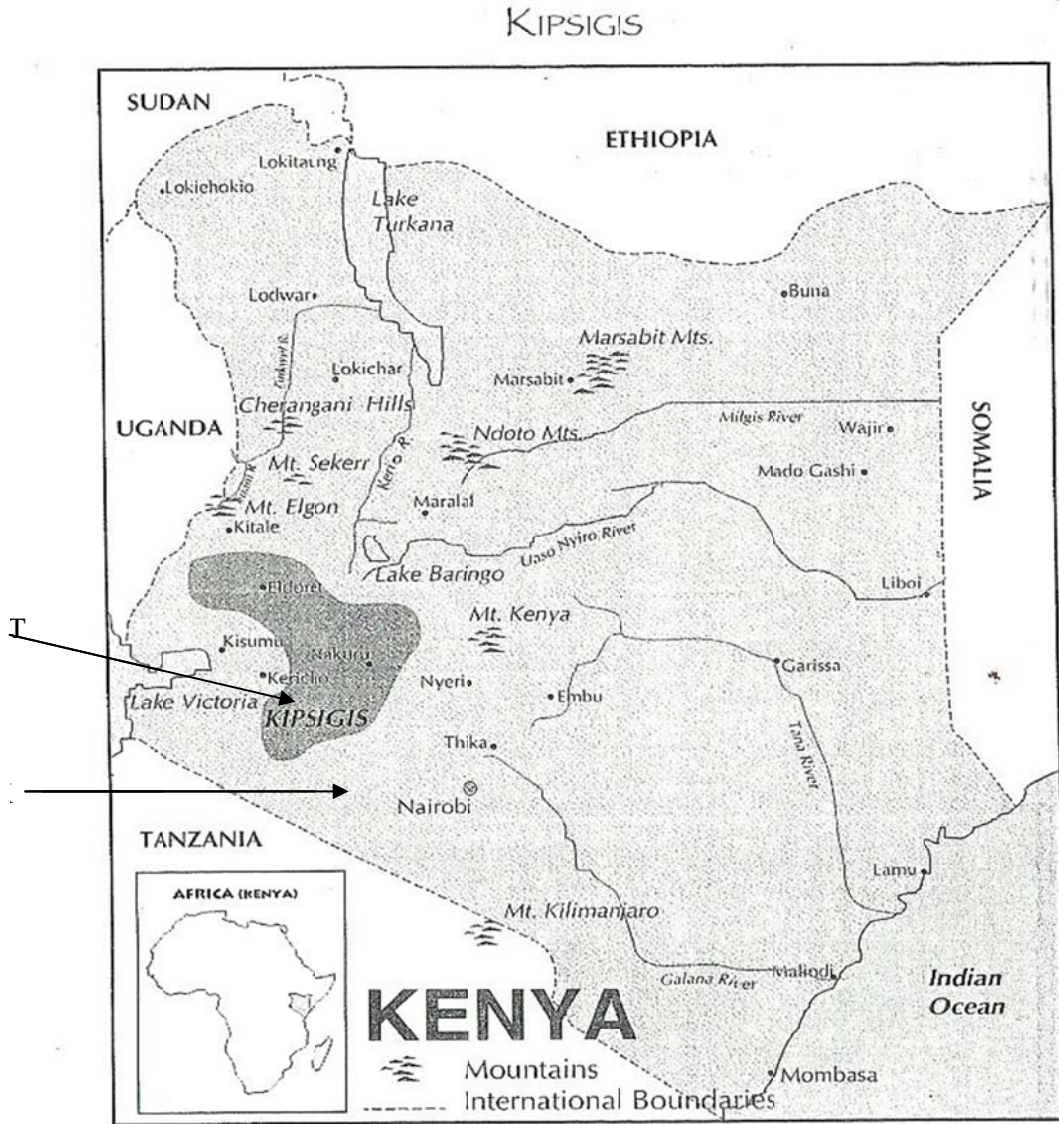 KIPSIGIS
SUDAN
ETHIOPIA
Lokitaung
Lokichokio
Lake
Turkana
Lodwar
Buna
Marsabit Mts.
Lokichar
Marsabit
Cherangani Hills
UGANDA
Milgis River
SOMALIA
Ndoto Mts.
Wajir
Kerio R.
Mt. Sekerr
Mado Gashi
Mt. Elgon
Maralal
Kitale
Uaso Nyiro River
Lake Baringo
Eldoret
Liboi
Mt. Kenya
T
Kisumu
Nakuru
Garissa
Kericho
Nyeri
Embu
Lake Victoria
KIPSIGIS
Tana River
Thika
Nairobi
TANZANIA
Lamu
AFRICA (KENYA)
Mt. Kilimanjaro
Galana River
Malindi
Indian
Ocean
KENYA
Mountains
Mombasa
International Boundaries